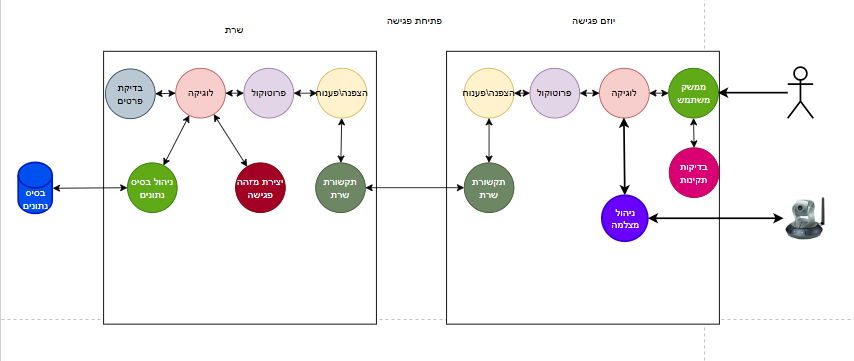 יוזם פגישה
פתיחת פגישה
שרת
ממשק
משתמש
לוגיקה
פרוטוקול
הצפנה\פענוח
הצפנה\פענוח
פרוטוקול
לוגיקה
בדיקת
פרטים
בדיקות
תקינות
תקשורת
שרת
תקשורת
שרת
יצירת מזהה
פגישה
ניהול בסיס
נתונים
בסיס
נתונים
ניהול
מצלמה